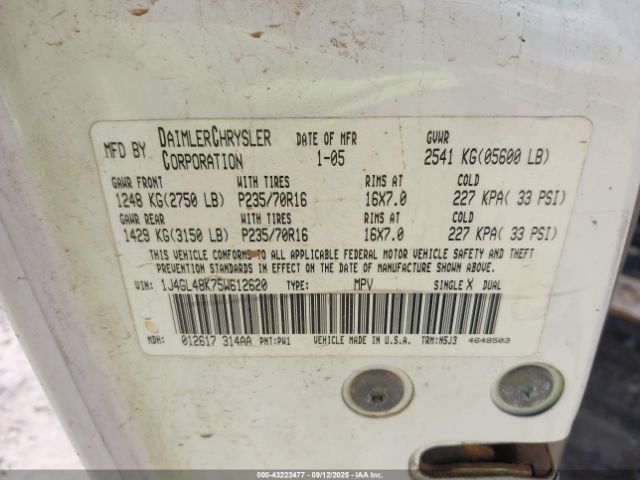 MFD BY DAIMLERCHRYSLER CORPORATION DATE OF MFR 1-05 GVWR 2541 KG(05600 LB)
GAWR FRONT WITH TIRES RIMS AT COLD
1248 KG(2750 LB) P235/70R16 16X7.0 227 KPA( 33 PSI)
GAWR REAR WITH TIRES RIMS AT COLD
1429 KG(3150 LB) P235/70R16 16X7.0 227 KPA( 33 PSI)
THIS VEHICLE CONFORMS TO ALL APPLICABLE FEDERAL MOTOR VEHICLE SAFETY AND THEFT
PREVENTION STANDARDS IN EFFECT ON THE DATE OF MANUFACTURE SHOWN ABOVE.
VIN: 1J4GL48K75W612620 TYPE: MPV SINGLE X DUAL
MDH: 012617 314AA PNT:PW1 VEHICLE MADE IN U.S.A. TRM:N5J3 4648503
000-43222477 - 09/12/2025 - IAA Inc.